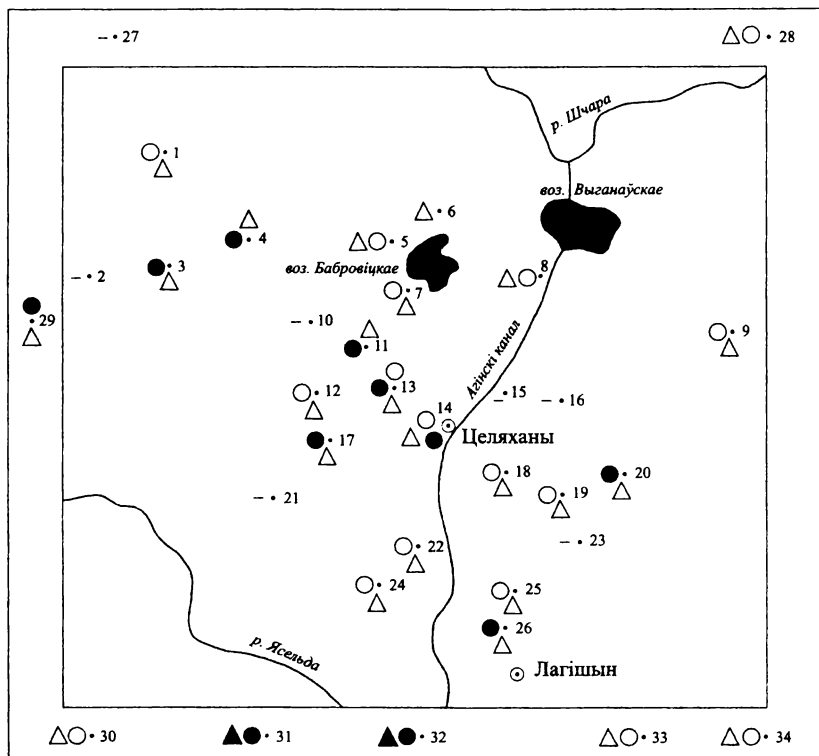 – · 27
· 28
р. Шчара
· 1
воз. Выганаўскае
· 6
· 4
· 5
· 3
воз. Бабровіцкае
– · 2
8
· 7
· 29
– · 10
· 9
· 11
Агінскі канал
· 13
· 12
– · 15
– · 16
14
Целяханы
· 17
· 18
· 20
· 19
– · 21
– · 23
· 22
· 24
· 25
· 26
р. Ясельда
Лагішын
· 30
· 31
· 32
· 33
· 34